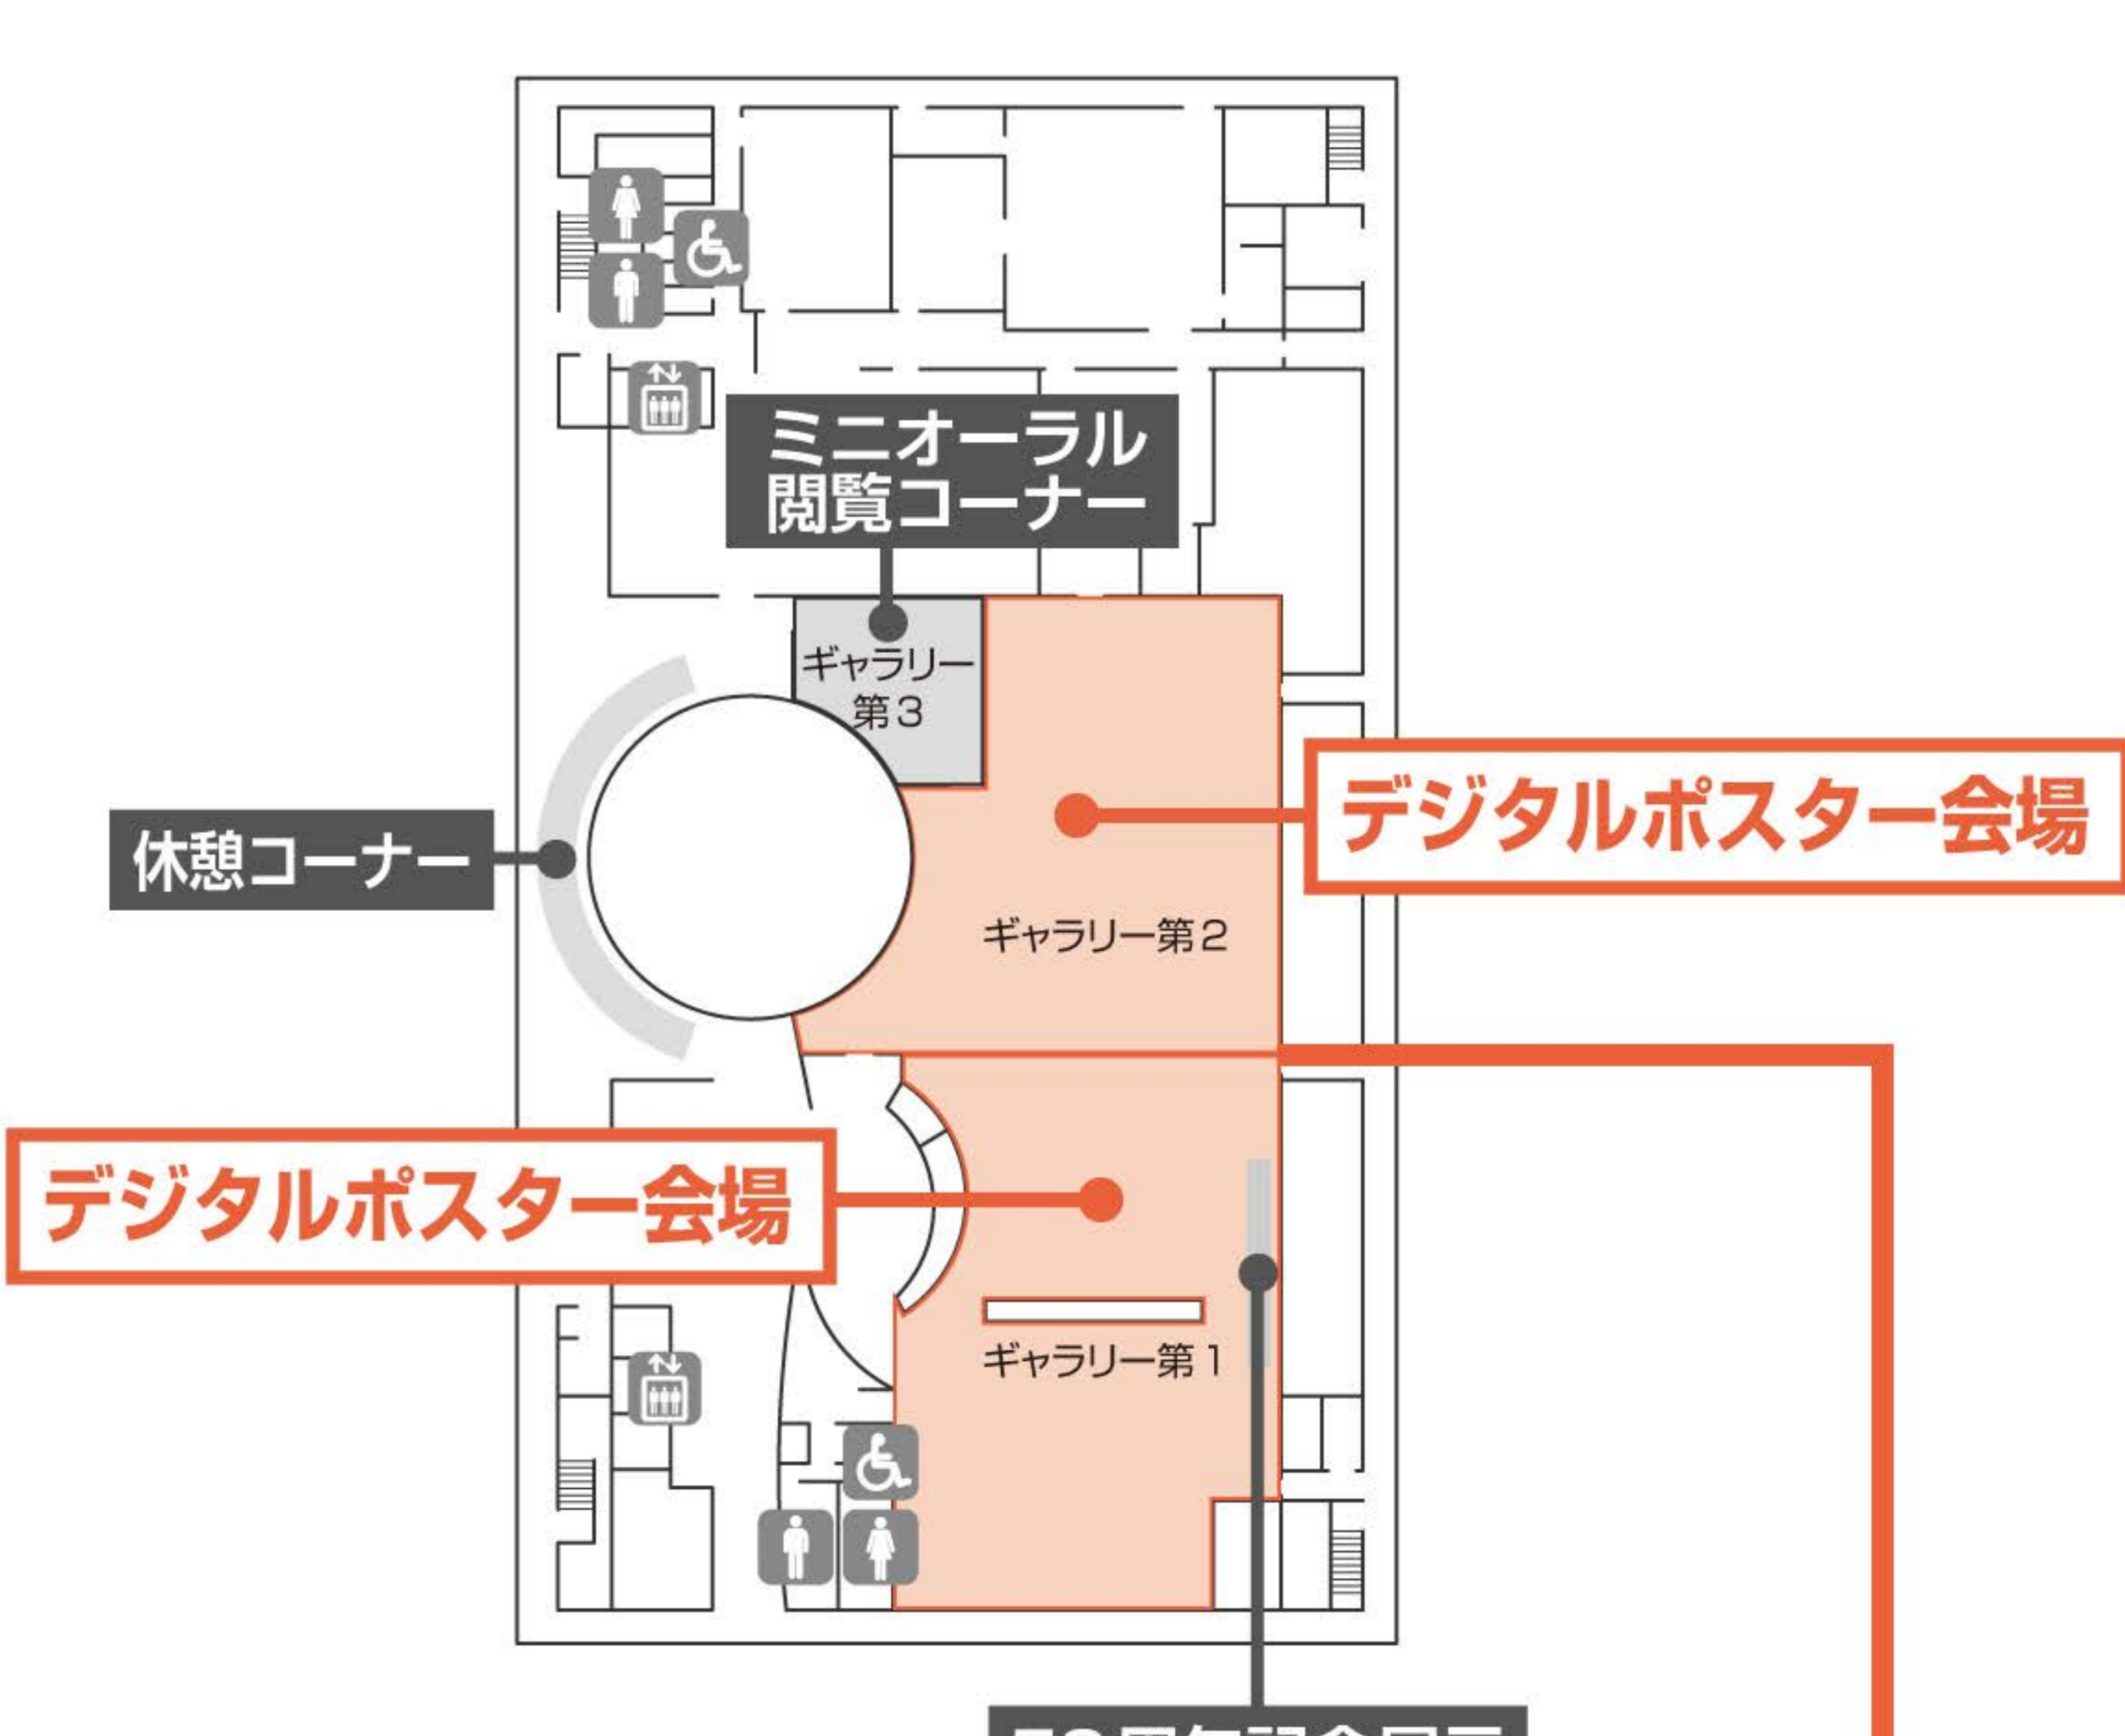 ミニオーラル
閲覧コーナー
ギャラリー
第3
デジタルポスター会場
休憩コーナー
ギャラリー第2
デジタルポスター会場
ギャラリー第1